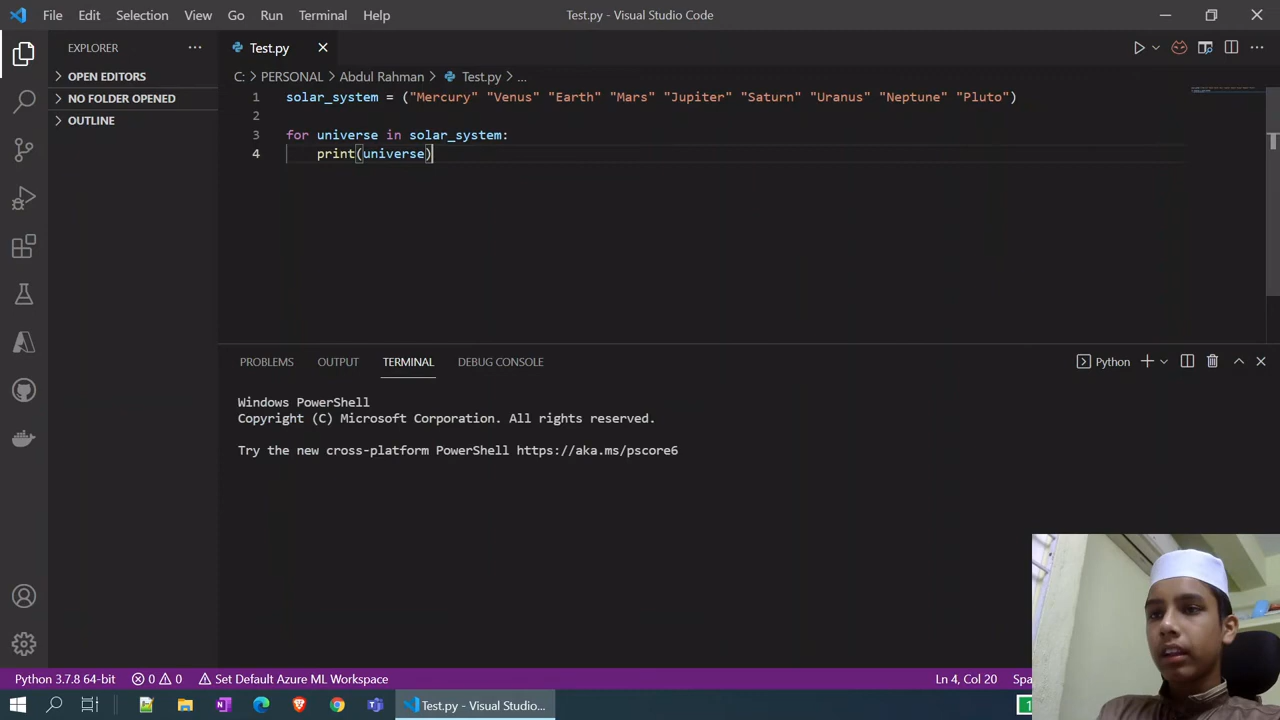 File Edit Selection View Go Run Terminal Help Test.py - Visual Studio Code
EXPLORER
Test.py
OPEN EDITORS
C: > PERSONAL > Abdul Rahman > Test.py > ...
NO FOLDER OPENED
OUTLINE
1 solar_system = ("Mercury" "Venus" "Earth" "Mars" "Jupiter" "Saturn" "Uranus" "Neptune" "Pluto")
2
3 for universe in solar_system:
4 print(universe)
PROBLEMS OUTPUT TERMINAL DEBUG CONSOLE Python
Windows PowerShell
Copyright (C) Microsoft Corporation. All rights reserved.
Try the new cross-platform PowerShell https://aka.ms/pscore6
Python 3.7.8 64-bit 0 0 Set Default Azure ML Workspace Ln 4, Col 20
Test.py - Visual Studio...